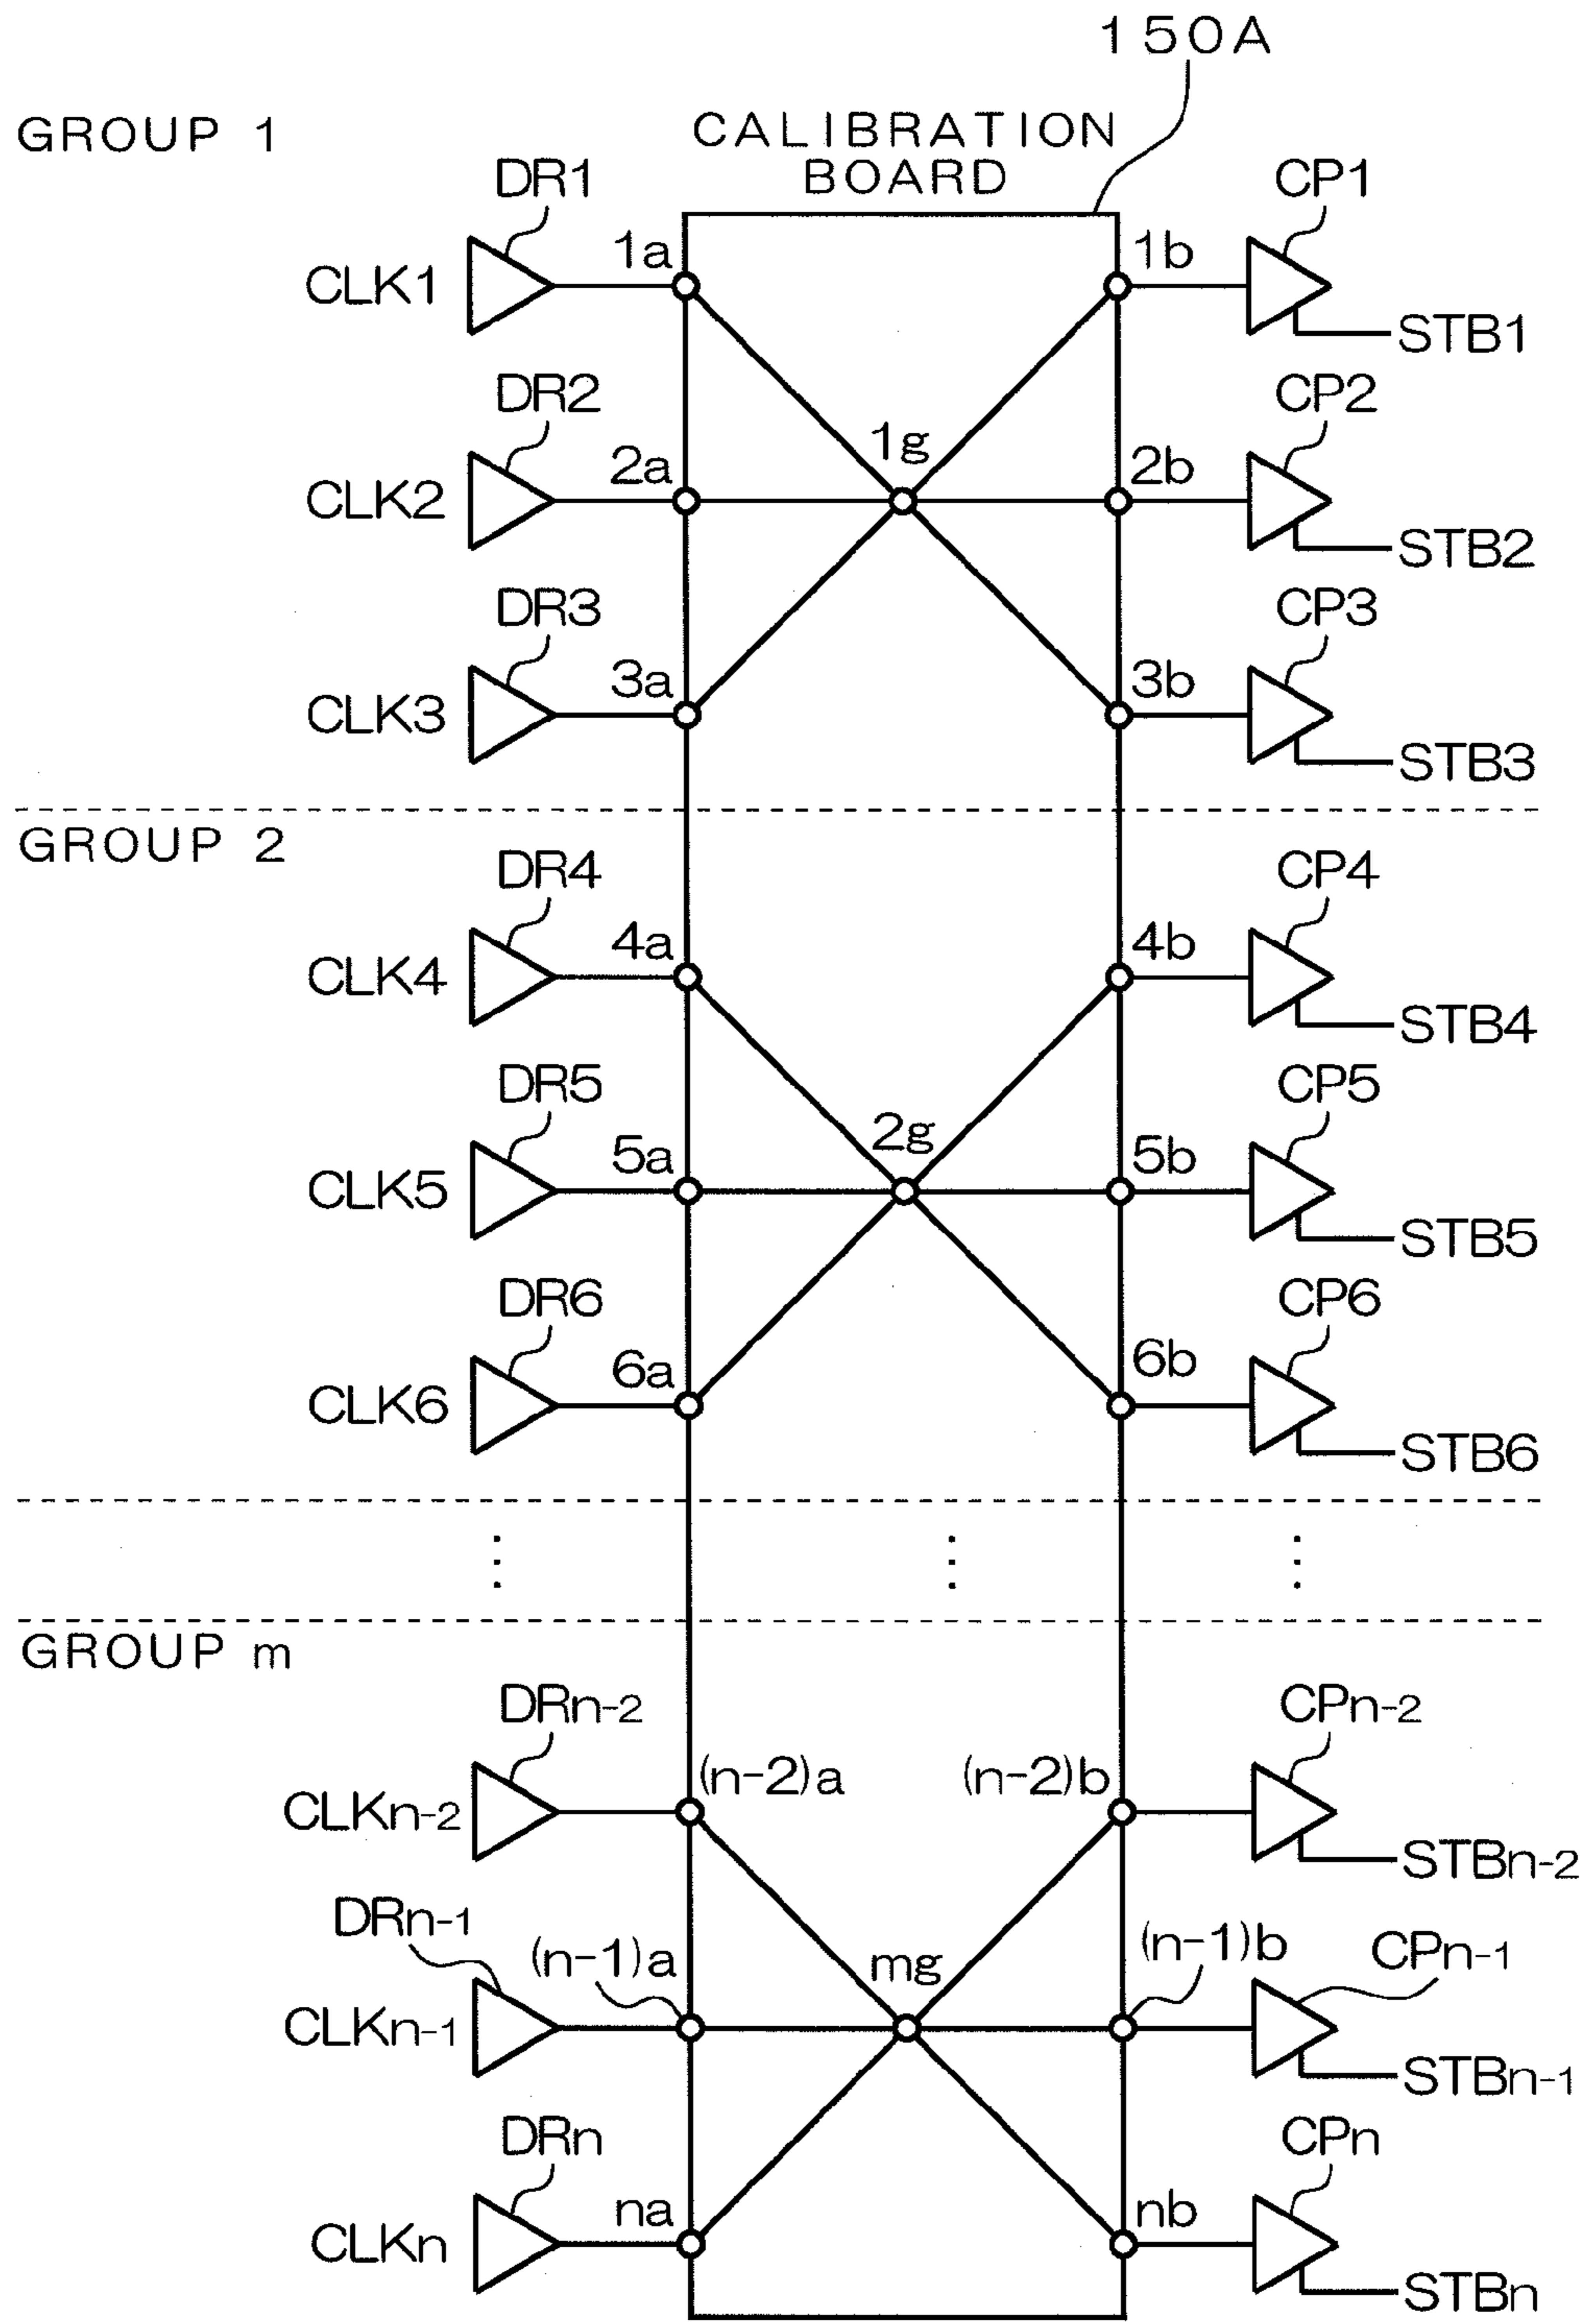 150A
GROUP 1
CALIBRATION
BOARD
DR1
CP1
1a
1b
CLK1
STB1
DR2
CP2
1g
2a
2b
CLK2
STB2
DR3
CP3
3a
3b
CLK3
STB3
GROUP 2
DR4
CP4
4a
4b
CLK4
STB4
DR5
CP5
2g
5a
5b
CLK5
STB5
DR6
CP6
6a
6b
CLK6
STB6
GROUP m
DRn-2
CPn-2
(n-2)a
(n-2)b
CLKn-2
STBn-2
DRn-1
(n-1)a
mg
(n-1)b
CPn-1
CLKn-1
STBn-1
DRn
CPn
na
nb
CLKn
STBn